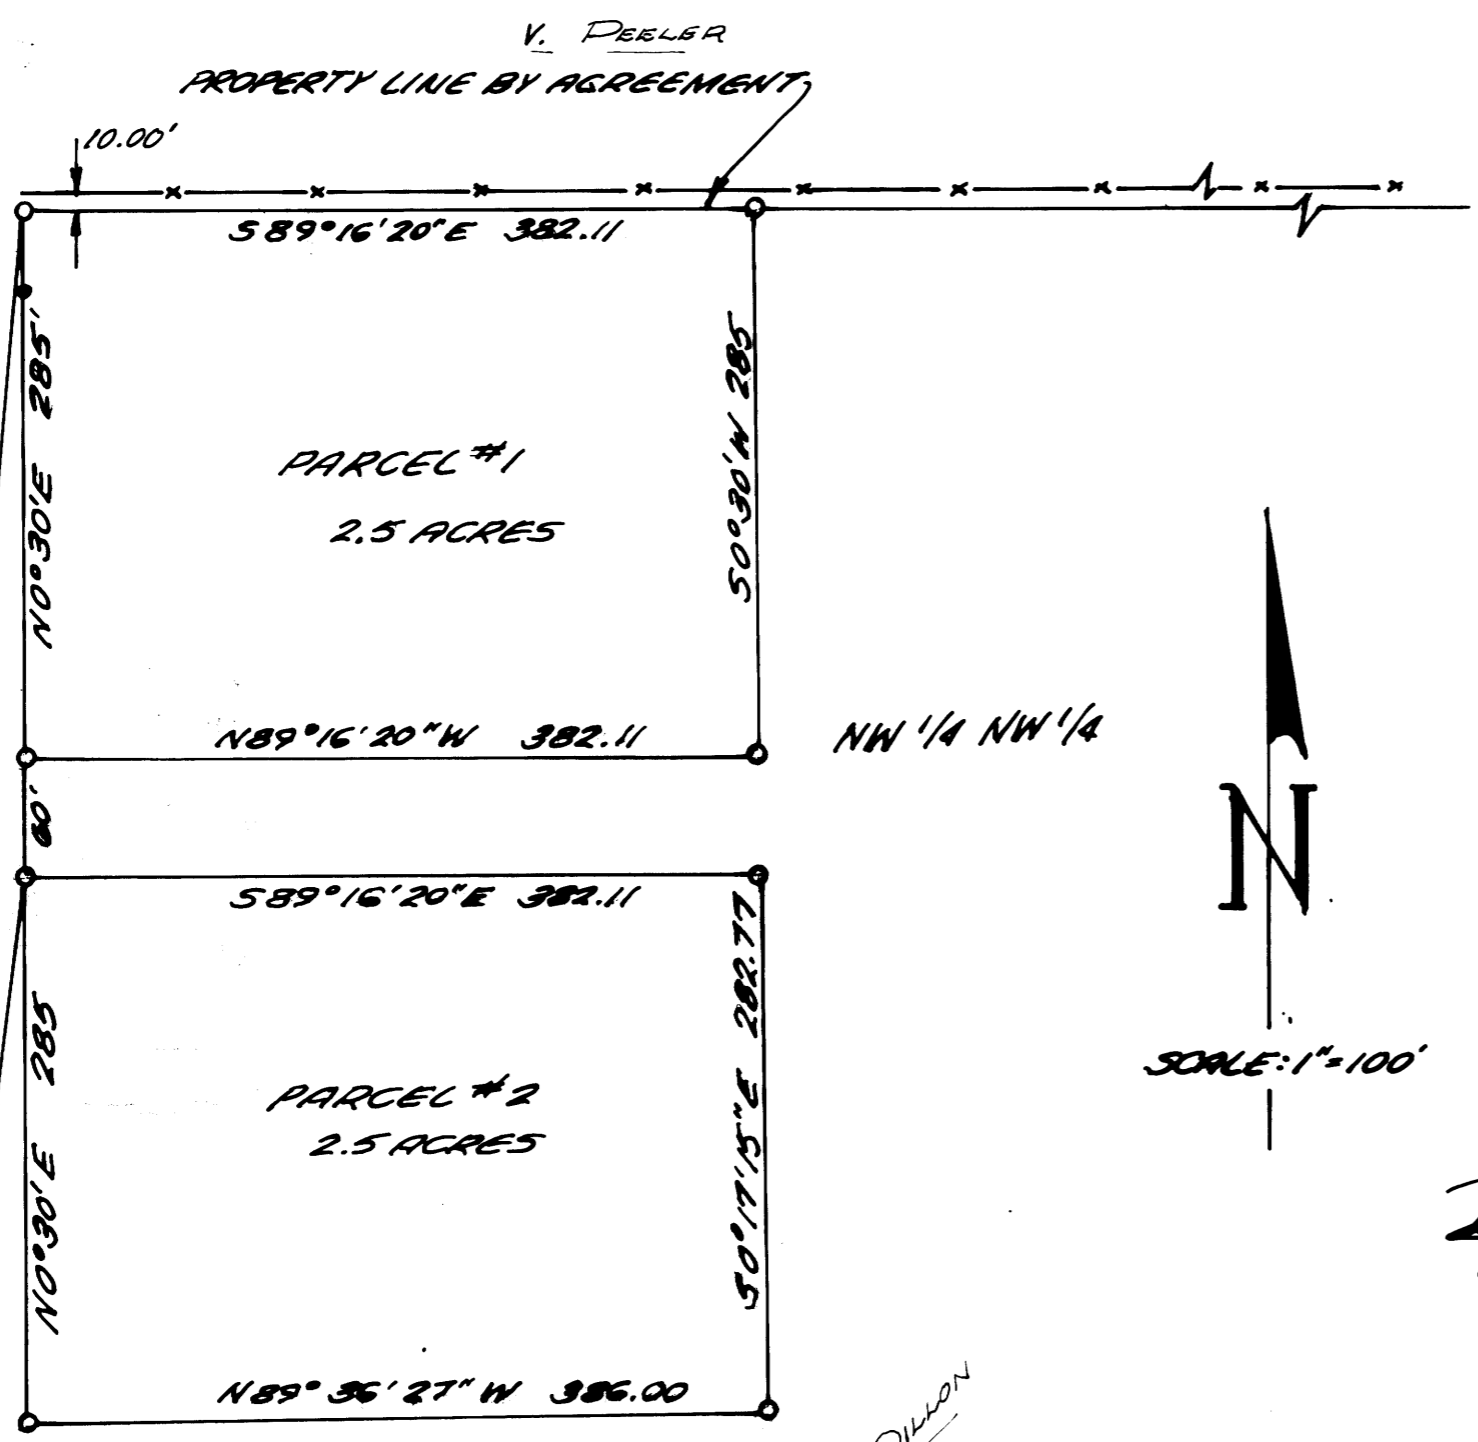 V. PEELER
PROPERTY LINE BY AGREEMENT
10.00'
S89°16'20"E 382.11
N0°30'E 285'
S0°30'W 285
PARCEL #1
2.5 ACRES
N89°16'20"W 382.11
NW 1/4 NW 1/4
60'
N
S89°16'20"E 382.11
N0°30'E 285
S0°17'15"E 282.77
SCALE: 1"=100'
PARCEL #2
2.5 ACRES
N89°36'27"W 386.00
DILLON